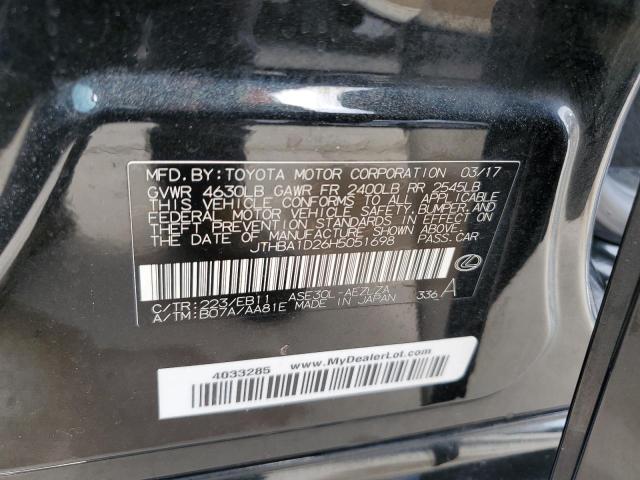 MFD. BY: TOYOTA MOTOR CORPORATION 03/17
GVWR 4630LB GAWR FR 2400LB RR 2545LB
THIS VEHICLE CONFORMS TO ALL APPLICABLE
FEDERAL MOTOR VEHICLE SAFETY, BUMPER, AND
THEFT PREVENTION STANDARDS IN EFFECT ON
THE DATE OF MANUFACTURE SHOWN ABOVE.
JTHBA1D26H5051698 PASS.CAR
C/TR: 223/EB11 ASE30L-AEZLZA 336 A
A/TM: B07A/AA81E MADE IN JAPAN
4033285 www.MyDealerLot.com